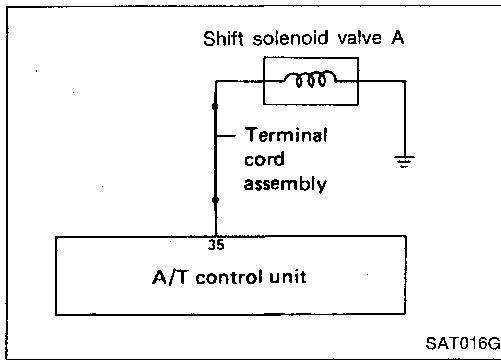 Shift solenoid valve A
Terminal
cord
assembly
35
A/T control unit
SAT016G